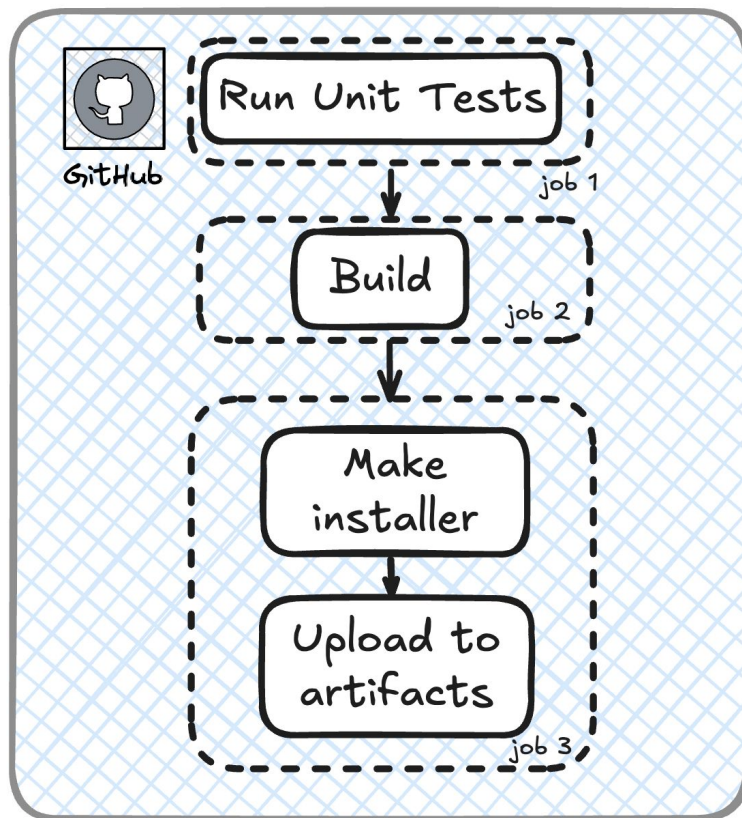 Run Unit Tests
GitHub
job 1
Build
job 2
Make
installer
Upload to
artifacts
job 3